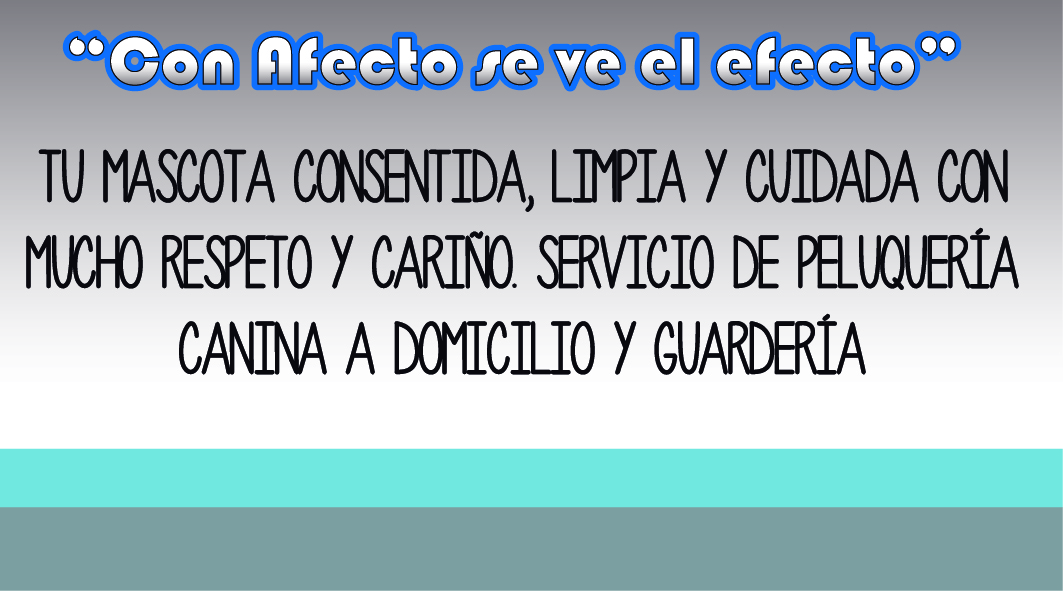 “Con Afecto se ve el efecto”
TU MASCOTA CONSENTIDA, LIMPIA Y CUIDADA CON
MUCHO RESPETO Y CARIÑO. SERVICIO DE PELUQUERÍA
CANINA A DOMICILIO Y GUARDERÍA